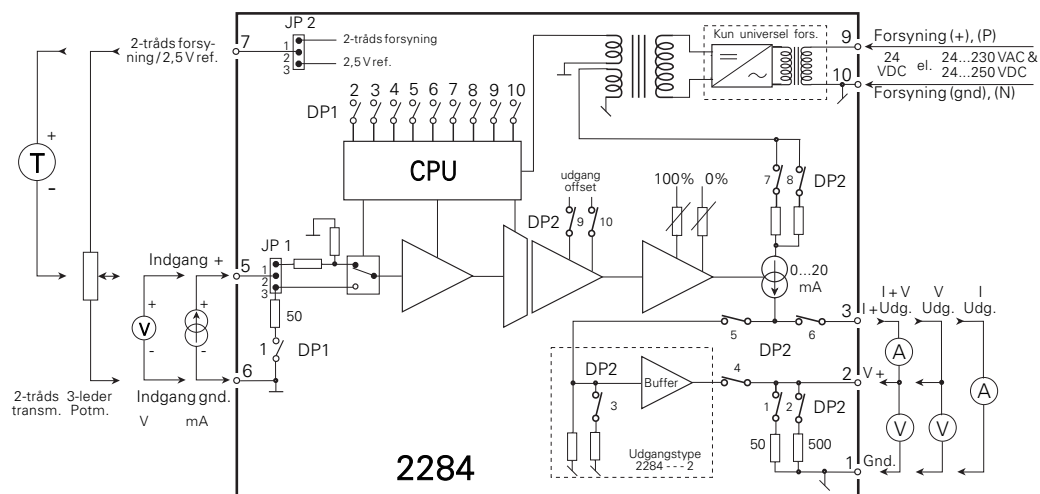 JP 2
2-tråds forsy-
ning/2,5 V ref.
7
1
2
3
2-tråds forsyning
2,5 V ref.
Kun universel fors.
9
Forsyning (+), (P)
24
VDC
el.
24...230 VAC &
24...250 VDC
10
Forsyning (gnd), (N)
2 3 4 5 6 7 8 9 10
DP1
CPU
+
T
-
udgang
offset
DP2
9
10
100%
0%
7
8
DP2
JP 1
Indgang +
5
1
2
3
0...20
mA
+
V
-
+
-
50
1
DP1
6
Indgang gnd.
2-tråds
transm.
3-leder
Potm.
V
mA
5
6
DP2
3
I+
I + V
Udg.
V
Udg.
I
Udg.
A
DP2
3
Buffer
4
2
V +
A
1
2
DP2
50
500
V
V
Udgangstype
2284 - - - 2
1
Gnd.
2284